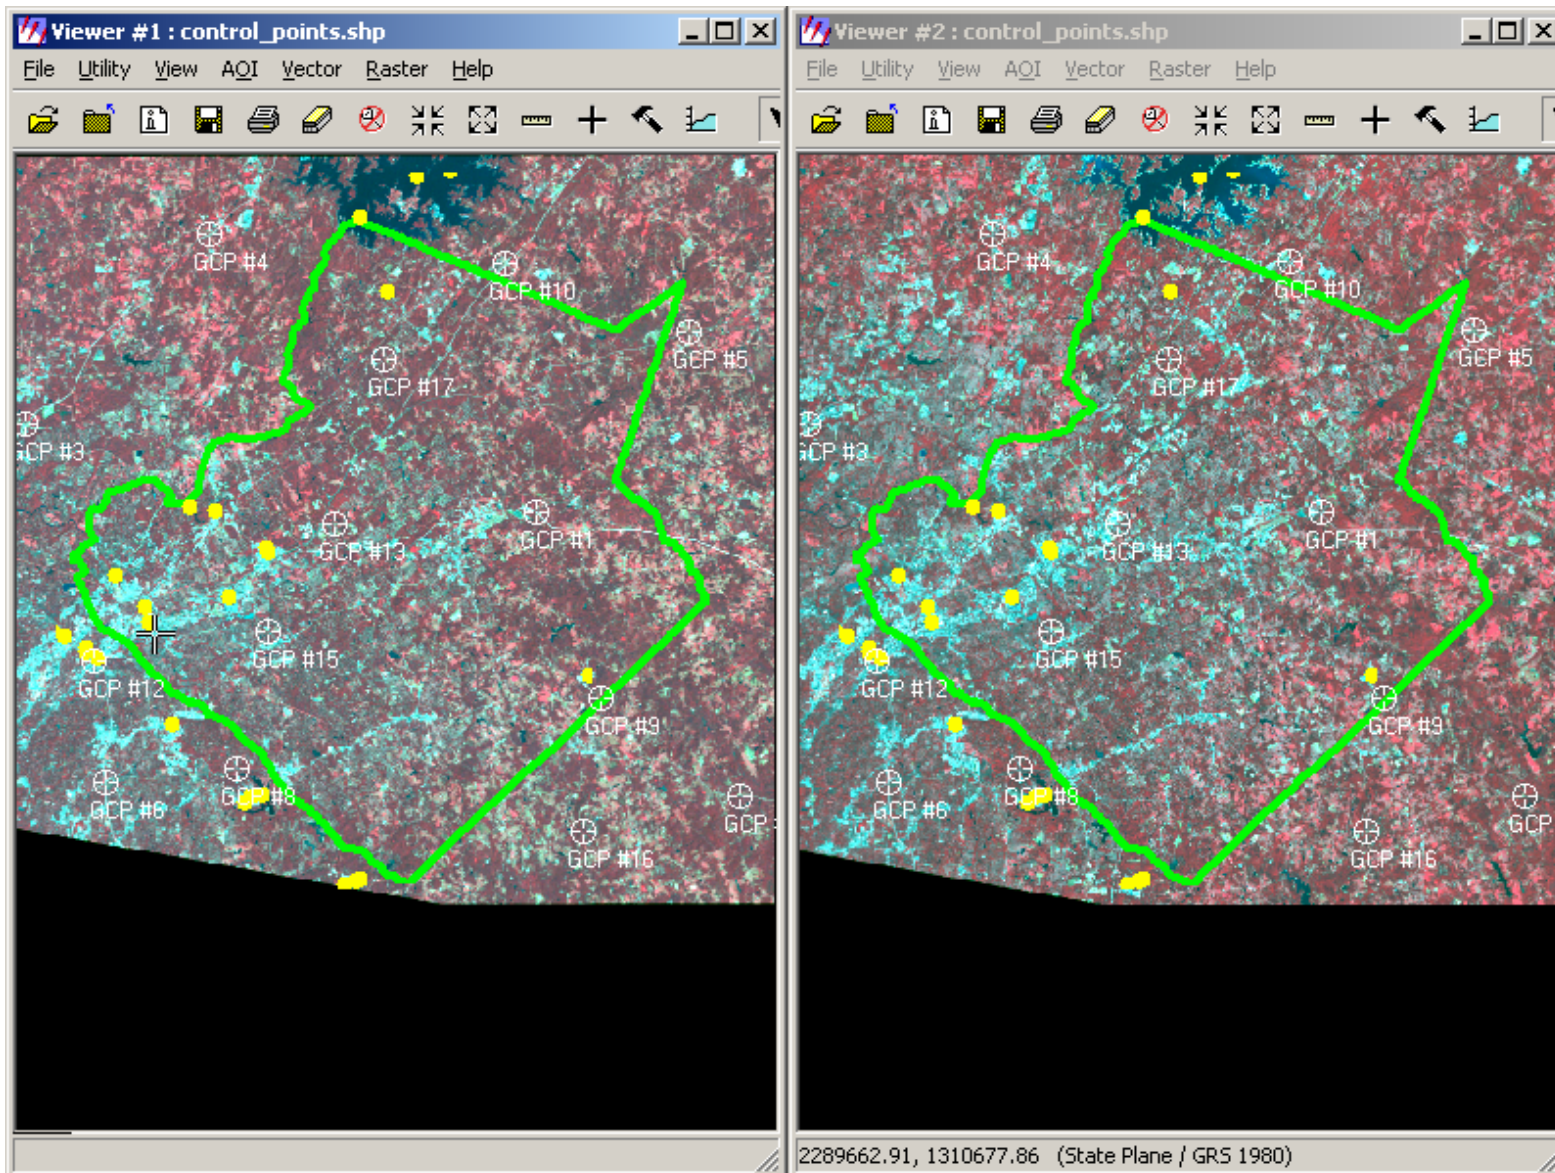 Viewer #1 : control_points.shp
File Utility View AOI Vector Raster Help
GCP #4
GCP #10
GCP #5
GCP #17
GCP #3
GCP #13
GCP #1
GCP #15
GCP #12
GCP #9
GCP #6
GCP #8
GCP
GCP #16
Viewer #2 : control_points.shp
File Utility View AOI Vector Raster Help
GCP #4
GCP #10
GCP #5
GCP #17
GCP #3
GCP #13
GCP #1
GCP #15
GCP #12
GCP #9
GCP #6
GCP #8
GCP
GCP #16
2289662.91, 1310677.86 (State Plane / GRS 1980)